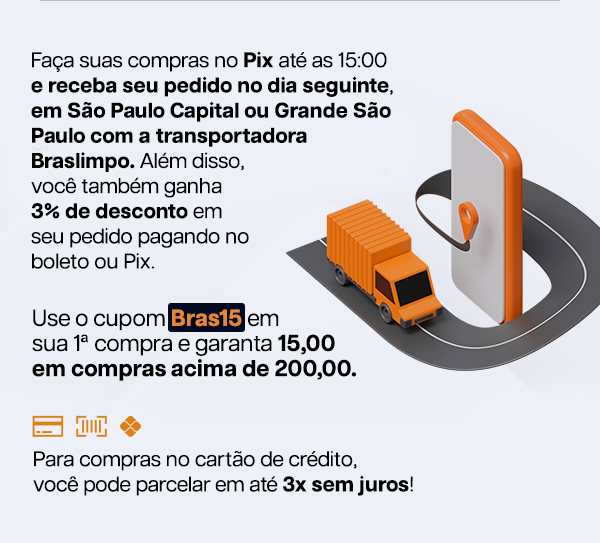 Faça suas compras no Pix até as 15:00
e receba seu pedido no dia seguinte,
em São Paulo Capital ou Grande São
Paulo com a transportadora
Braslimpo. Além disso,
você também ganha
3% de desconto em
seu pedido pagando no
boleto ou Pix.
Use o cupom Bras15 em
sua 1ª compra e garanta 15,00
em compras acima de 200,00.
Para compras no cartão de crédito,
você pode parcelar em até 3x sem juros!